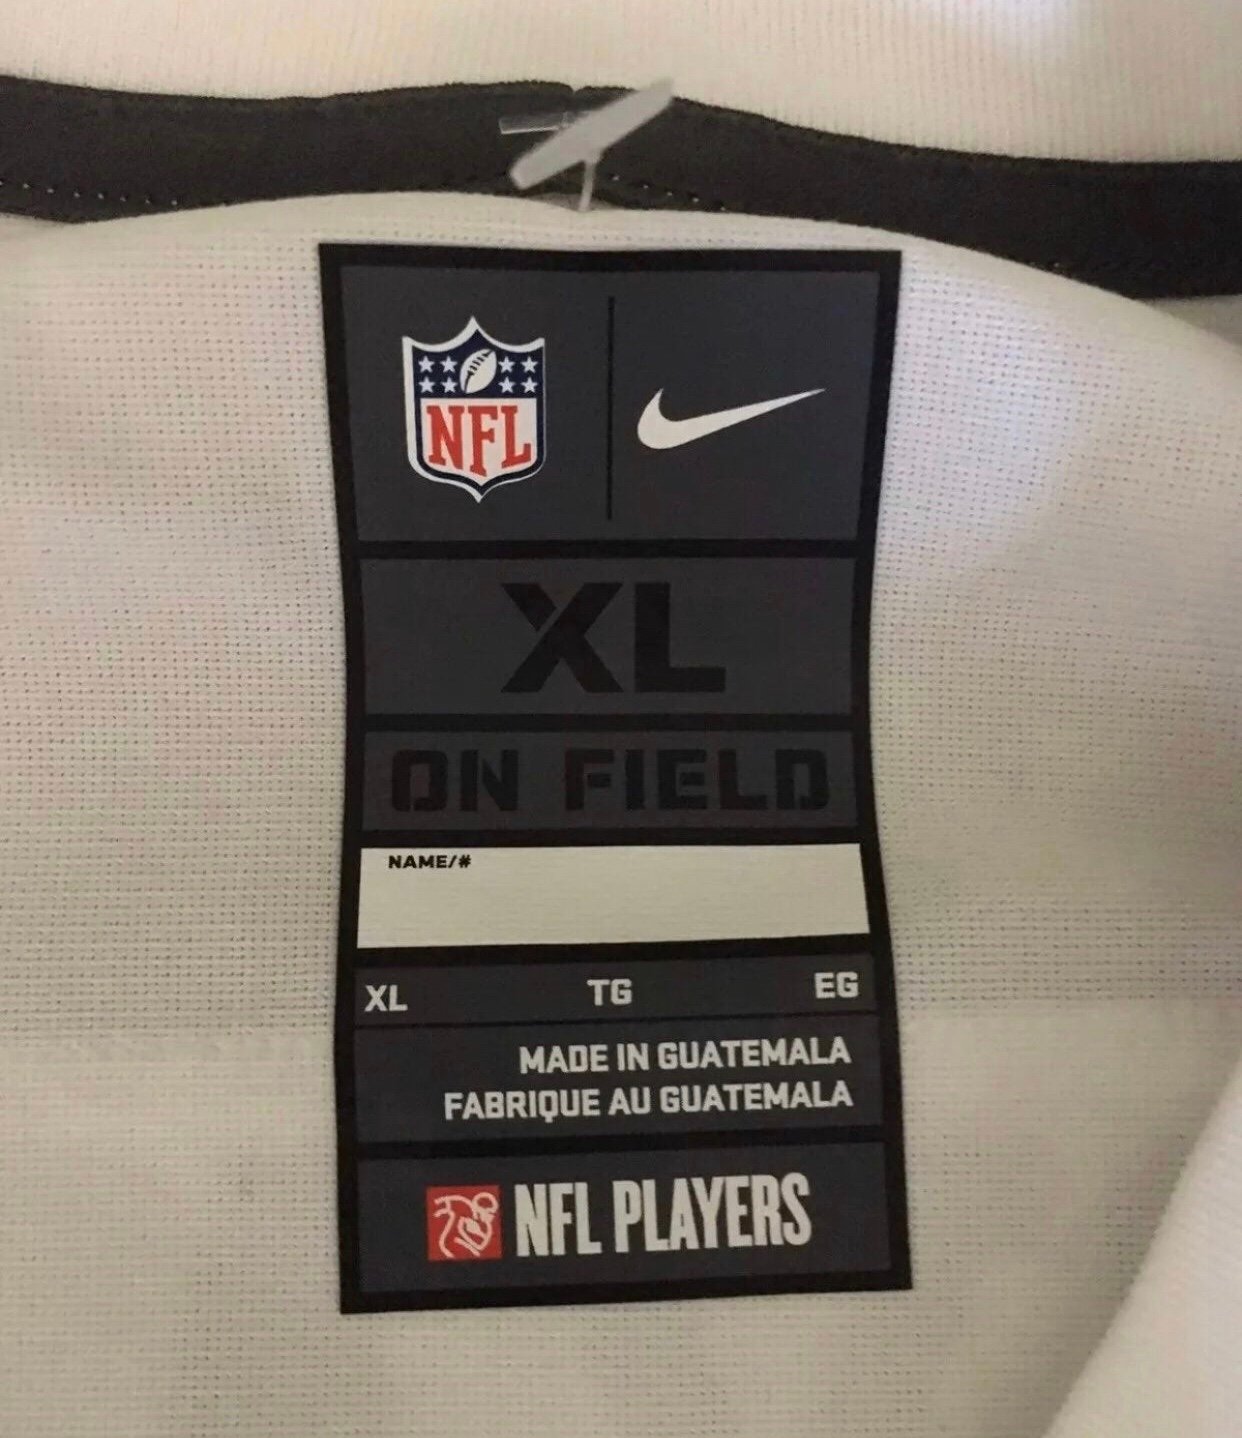 NFL
XL
ON FIELD
NAME/#
XL TG EG
MADE IN GUATEMALA
FABRIQUE AU GUATEMALA
NFL PLAYERS